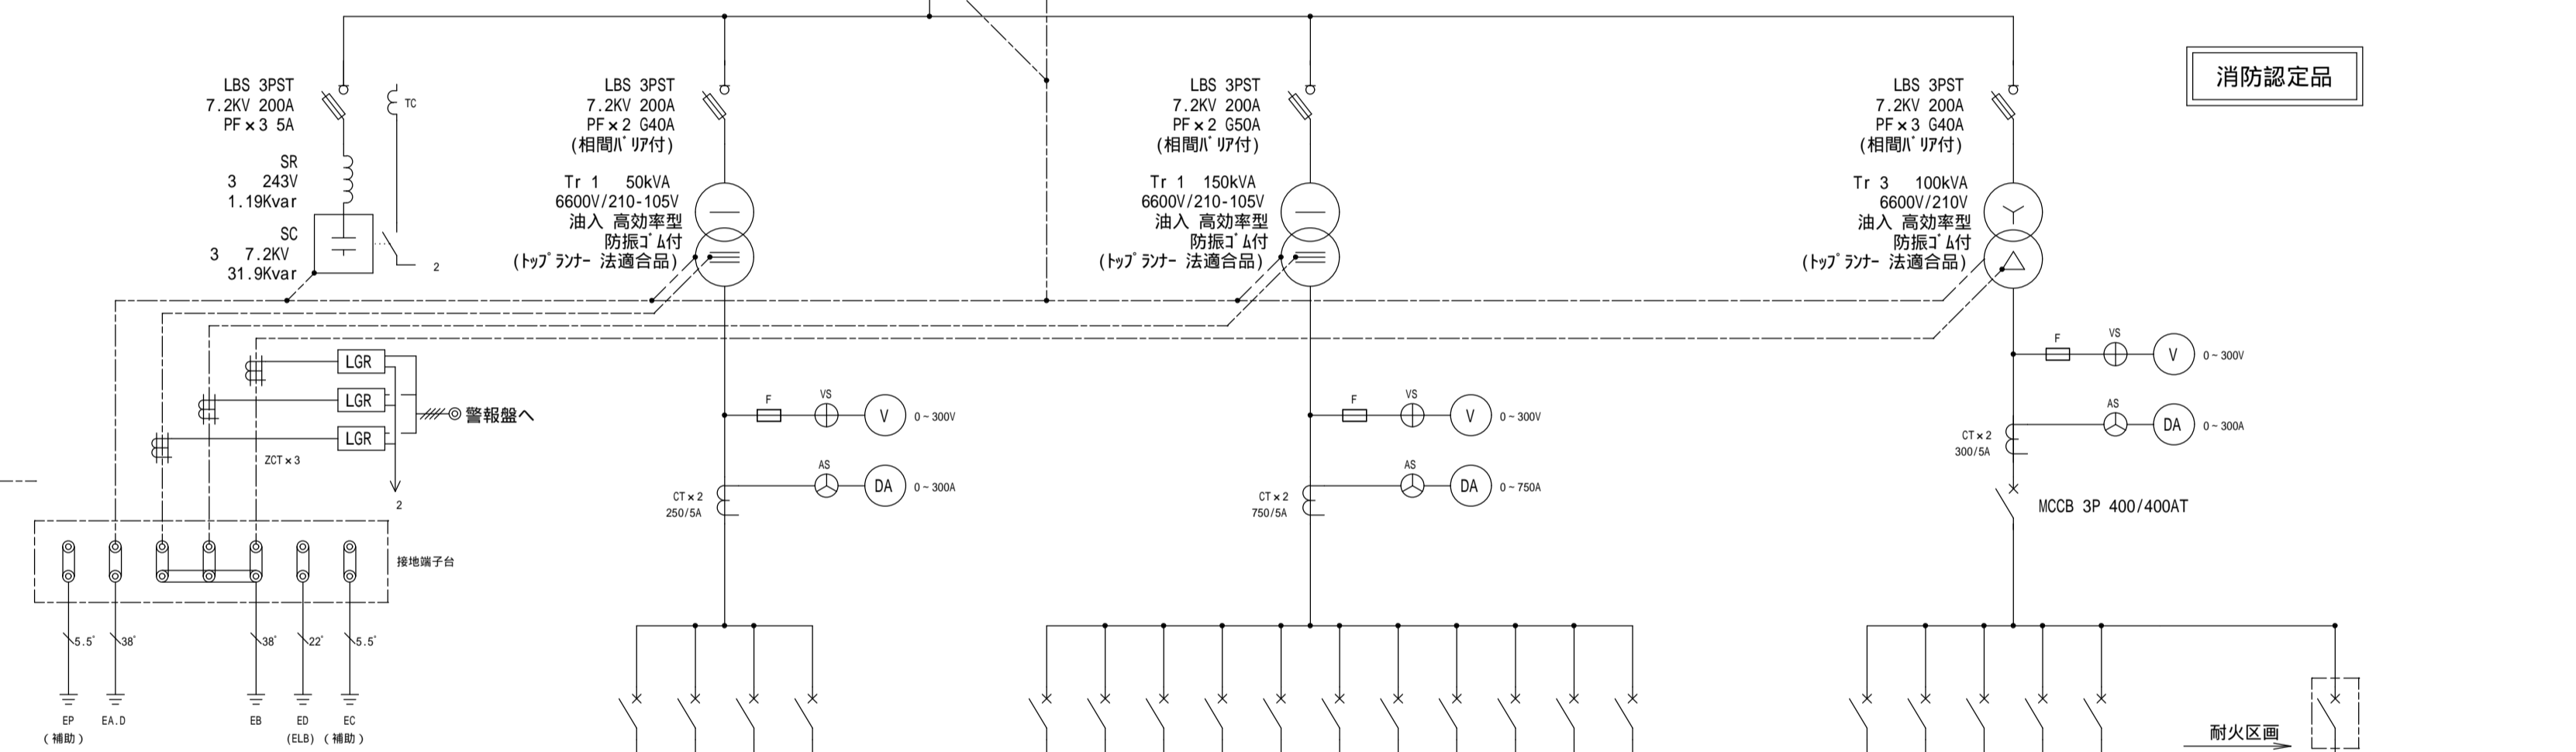 LBS 3PST
7.2KV 200A
PF×3 5A
TC
SR
3 243V
1.19Kvar
SC
3 7.2KV
31.9Kvar
2
LBS 3PST
7.2KV 200A
PF×2 G40A
(相間ﾊﾞﾘｱ付)
Tr 1 50kVA
6600V/210-105V
油入 高効率型
防振ｺﾞﾑ付
(ﾄｯﾌﾟﾗﾝﾅｰ 法適合品)
LBS 3PST
7.2KV 200A
PF×2 G50A
(相間ﾊﾞﾘｱ付)
Tr 1 150kVA
6600V/210-105V
油入 高効率型
防振ｺﾞﾑ付
(ﾄｯﾌﾟﾗﾝﾅｰ 法適合品)
LBS 3PST
7.2KV 200A
PF×3 G40A
(相間ﾊﾞﾘｱ付)
Tr 3 100kVA
6600V/210V
油入 高効率型
防振ｺﾞﾑ付
(ﾄｯﾌﾟﾗﾝﾅｰ 法適合品)
消防認定品
LGR
LGR
LGR
警報盤へ
ZCT×3
2
F
VS
V
0~300V
AS
DA
0~300A
CT×2
250/5A
F
VS
V
0~300V
AS
DA
0~750A
CT×2
750/5A
F
VS
V
0~300V
AS
DA
0~300A
CT×2
300/5A
MCCB 3P 400/400AT
接地端子台
5.5°
38°
38°
22°
5.5°
EP
(補助)
EA.D
EB
ED
(ELB)
EC
(補助)
耐火区画